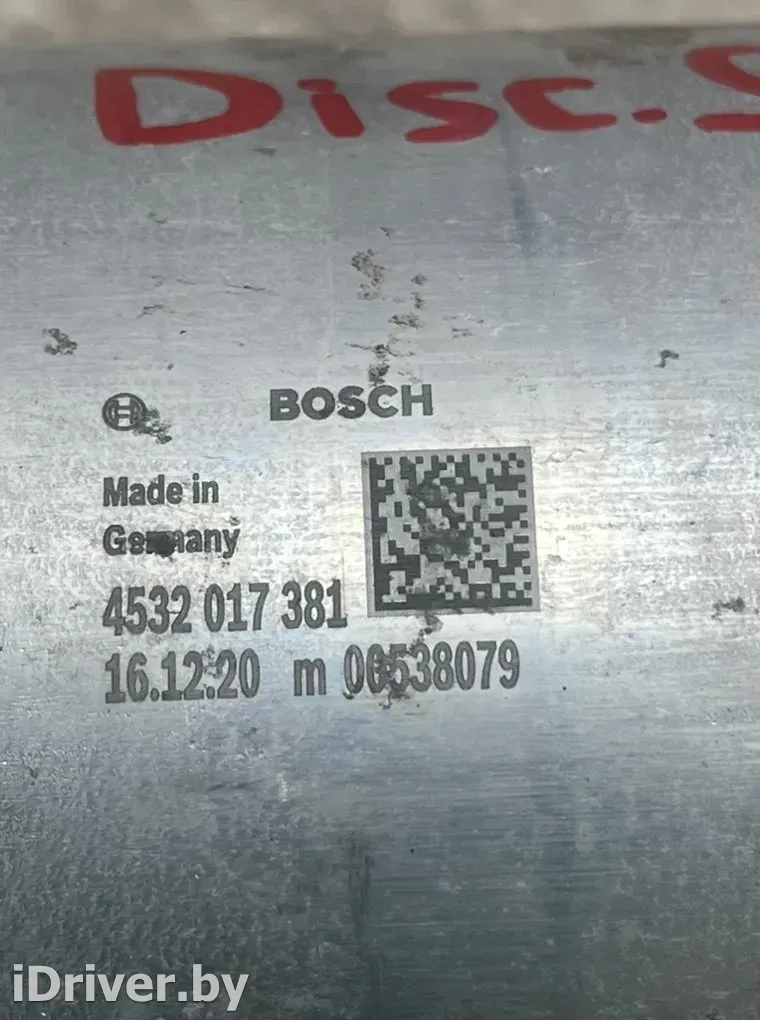 Disc.S
BOSCH
Made in
Germany
4532 017 381
16.12.20 m 00538079
iDriver.by